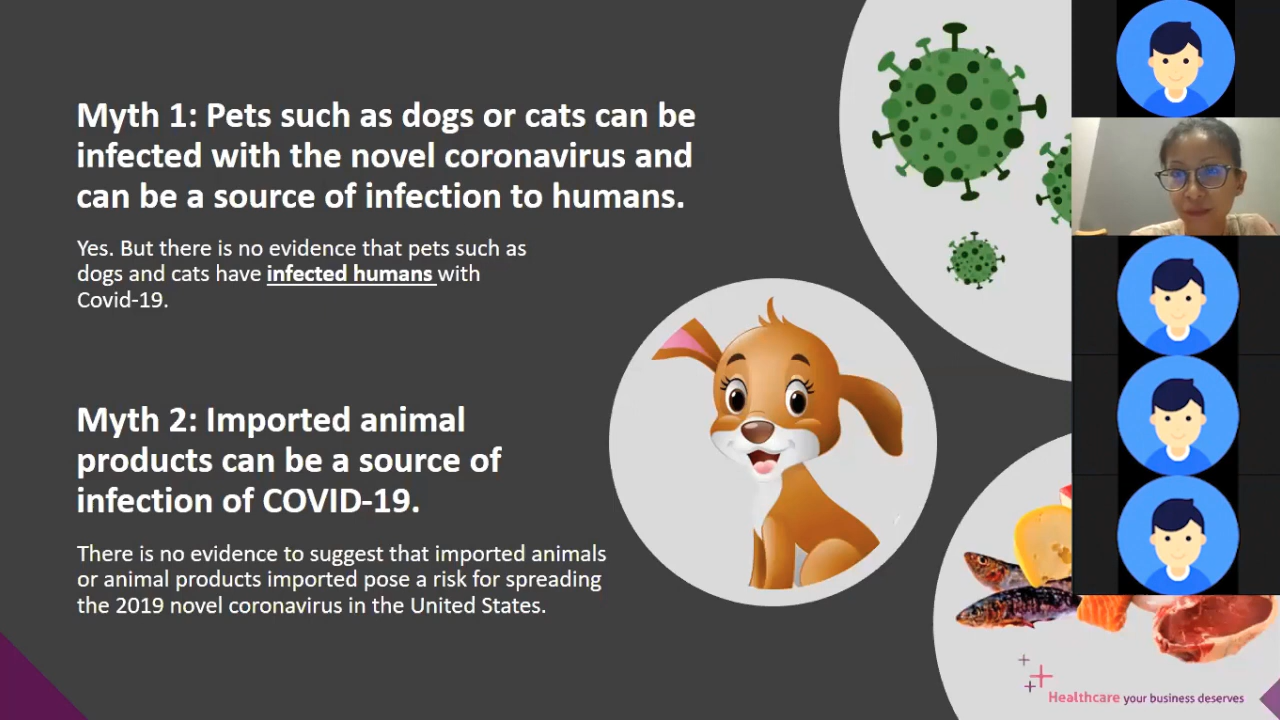 Myth 1: Pets such as dogs or cats can be
infected with the novel coronavirus and
can be a source of infection to humans.
Yes. But there is no evidence that pets such as
dogs and cats have infected humans with
Covid-19.
Myth 2: Imported animal
products can be a source of
infection of COVID-19.
There is no evidence to suggest that imported animals
or animal products imported pose a risk for spreading
the 2019 novel coronavirus in the United States.
Healthcare your business deserves